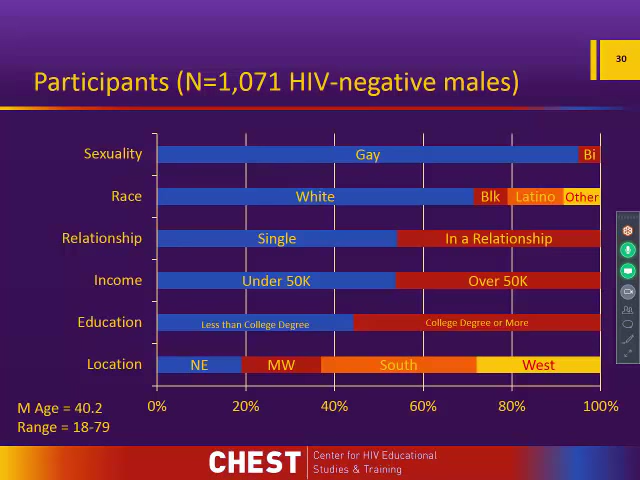 30
Participants (N=1,071 HIV-negative males)
Sexuality Gay Bi
Race White Blk Latino Other
Relationship Single In a Relationship
Income Under 50K Over 50K
Education Less than College Degree College Degree or More
Location NE MW South West
0% 20% 40% 60% 80% 100%
M Age = 40.2
Range = 18-79
CHEST Center for HIV Educational
Studies & Training